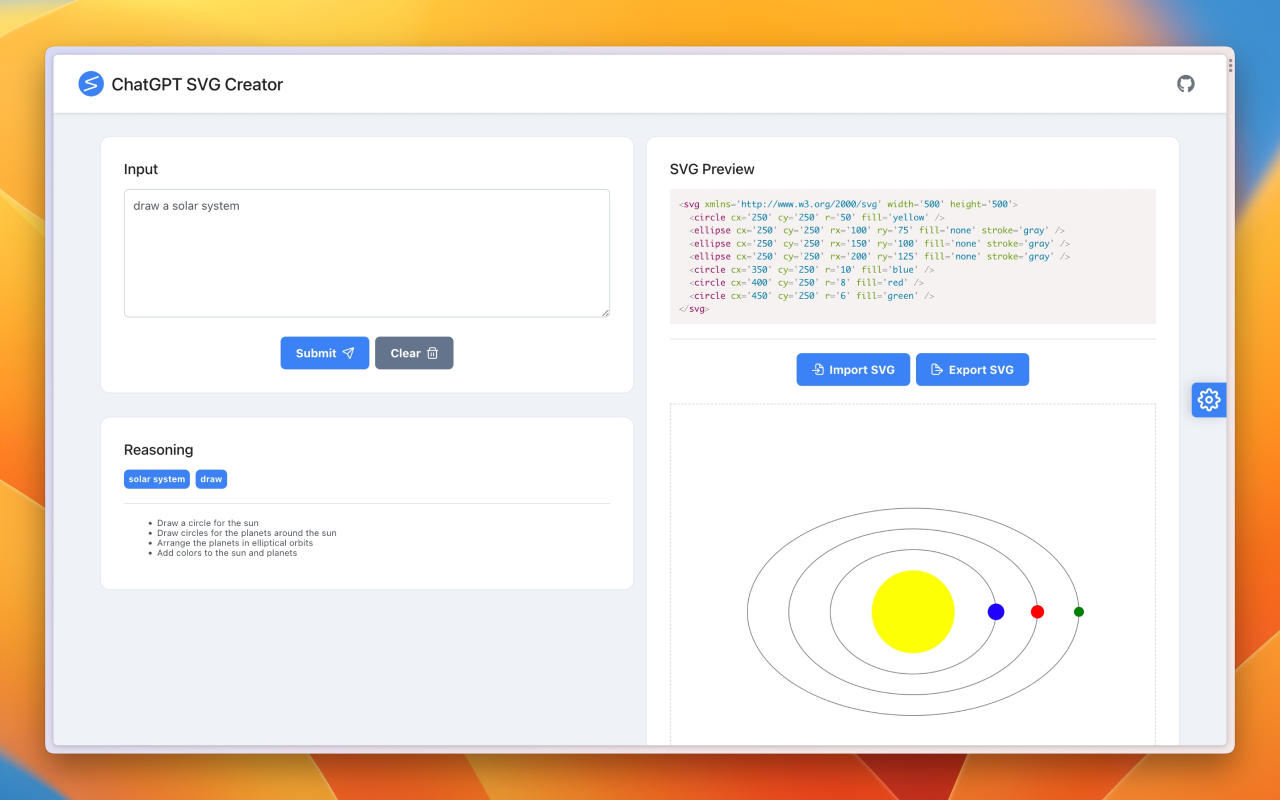 ChatGPT SVG Creator
Input
draw a solar system
Submit
Clear
Reasoning
solar system
draw
• Draw a circle for the sun
• Draw circles for the planets around the sun
• Arrange the planets in elliptical orbits
• Add colors to the sun and planets
SVG Preview
<svg xmlns='http://www.w3.org/2000/svg' width='500' height='500'>
  <circle cx='250' cy='250' r='50' fill='yellow' />
  <ellipse cx='250' cy='250' rx='100' ry='75' fill='none' stroke='gray' />
  <ellipse cx='250' cy='250' rx='150' ry='100' fill='none' stroke='gray' />
  <ellipse cx='250' cy='250' rx='200' ry='125' fill='none' stroke='gray' />
  <circle cx='350' cy='250' r='10' fill='blue' />
  <circle cx='400' cy='250' r='8' fill='red' />
  <circle cx='450' cy='250' r='6' fill='green' />
</svg>
Import SVG
Export SVG